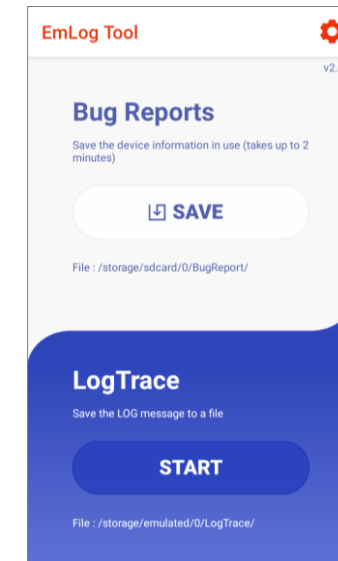 EmLog Tool
v2.
Bug Reports
Save the device information in use (takes up to 2
minutes)
SAVE
File : /storage/sdcard/0/BugReport/
LogTrace
Save the LOG message to a file
START
File : /storage/emulated/0/LogTrace/